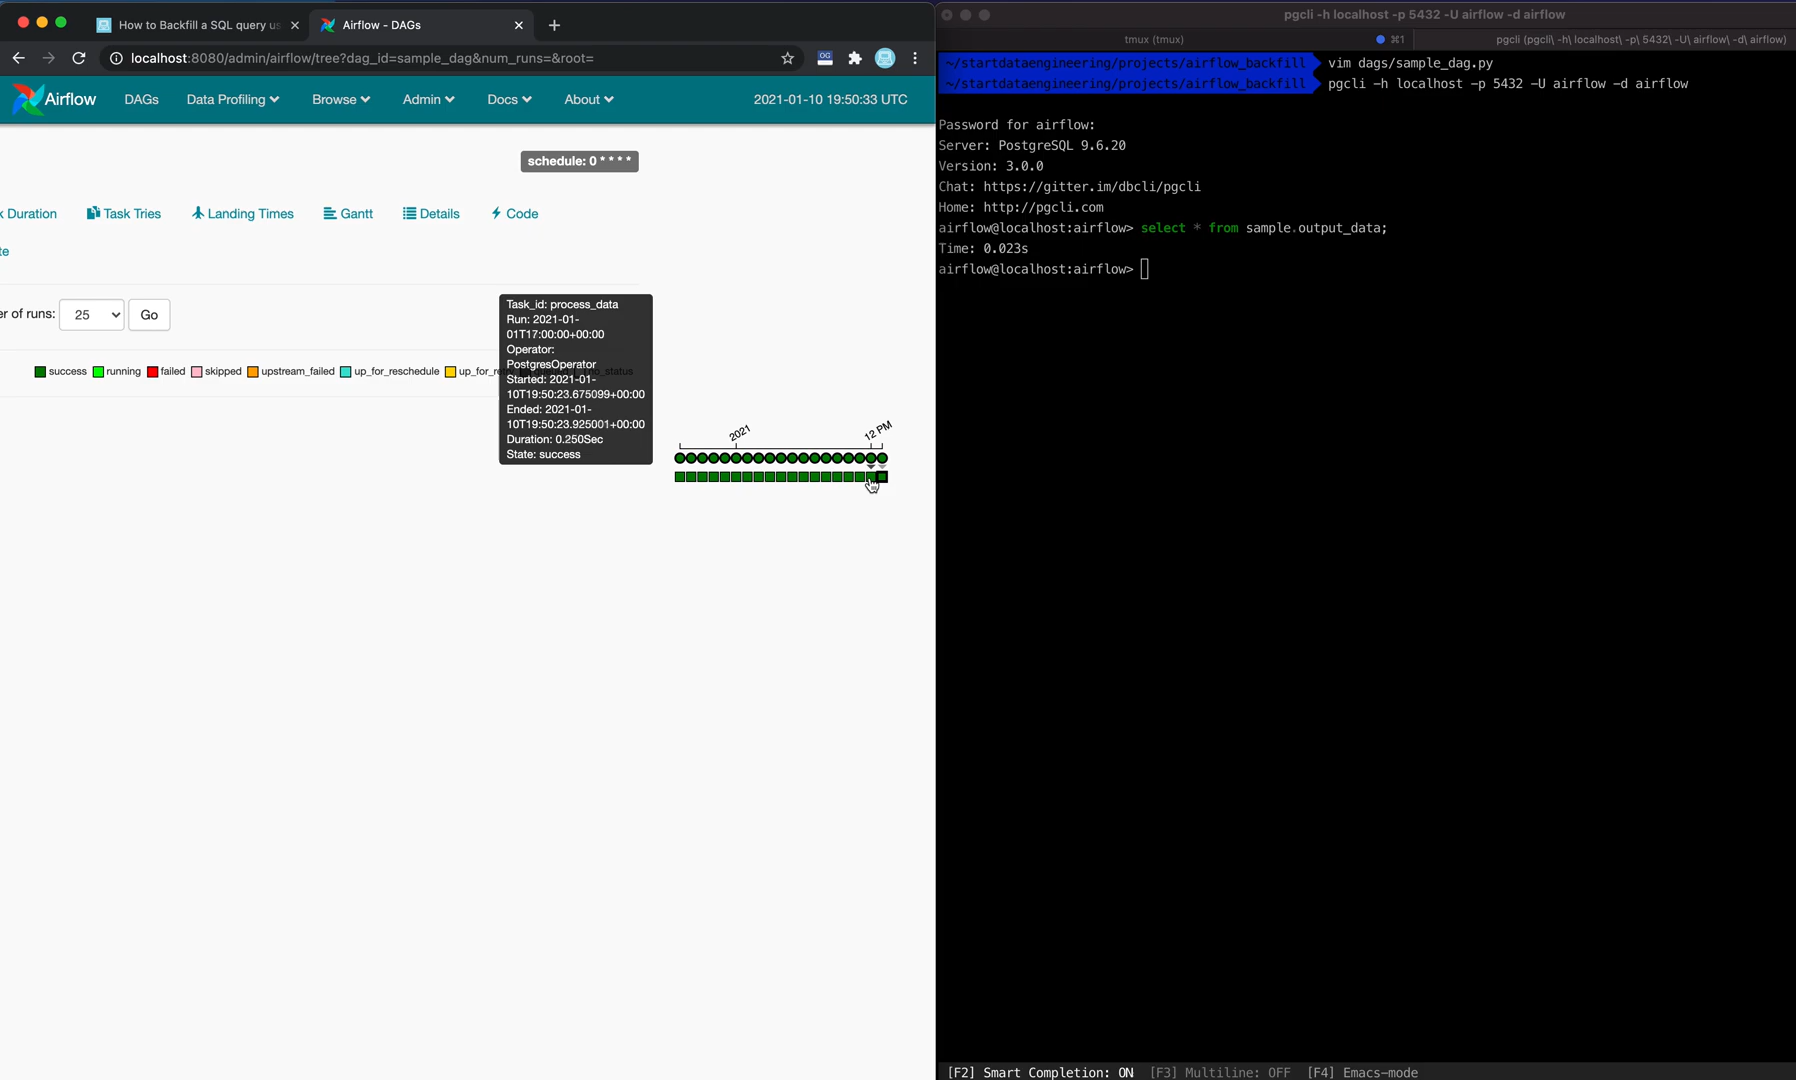 How to Backfill a SQL query us
Airflow - DAGs
localhost:8080/admin/airflow/tree?dag_id=sample_dag&num_runs=&root=
OG
Airflow
DAGs
Data Profiling
Browse
Admin
Docs
About
2021-01-10 19:50:33 UTC
schedule: 0 * * * *
k Duration
Task Tries
Landing Times
Gantt
Details
Code
te
er of runs:
25
Go
success
running
failed
skipped
upstream_failed
up_for_reschedule
up_for_re
Task_id: process_data
Run: 2021-01-
01T17:00:00+00:00
Operator:
PostgresOperator
Started: 2021-01-
10T19:50:23.675099+00:00
Ended: 2021-01-
10T19:50:23.925001+00:00
Duration: 0.250Sec
State: success
2021
12 PM
pgcli -h localhost -p 5432 -U airflow -d airflow
tmux (tmux)
⌘1
pgcli (pgcli\ -h\ localhost\ -p\ 5432\ -U\ airflow\ -d\ airflow)
~/startdataengineering/projects/airflow_backfill vim dags/sample_dag.py
~/startdataengineering/projects/airflow_backfill pgcli -h localhost -p 5432 -U airflow -d airflow
Password for airflow:
Server: PostgreSQL 9.6.20
Version: 3.0.0
Chat: https://gitter.im/dbcli/pgcli
Home: http://pgcli.com
airflow@localhost:airflow> select * from sample.output_data;
Time: 0.023s
airflow@localhost:airflow>
[F2] Smart Completion: ON [F3] Multiline: OFF [F4] Emacs-mode